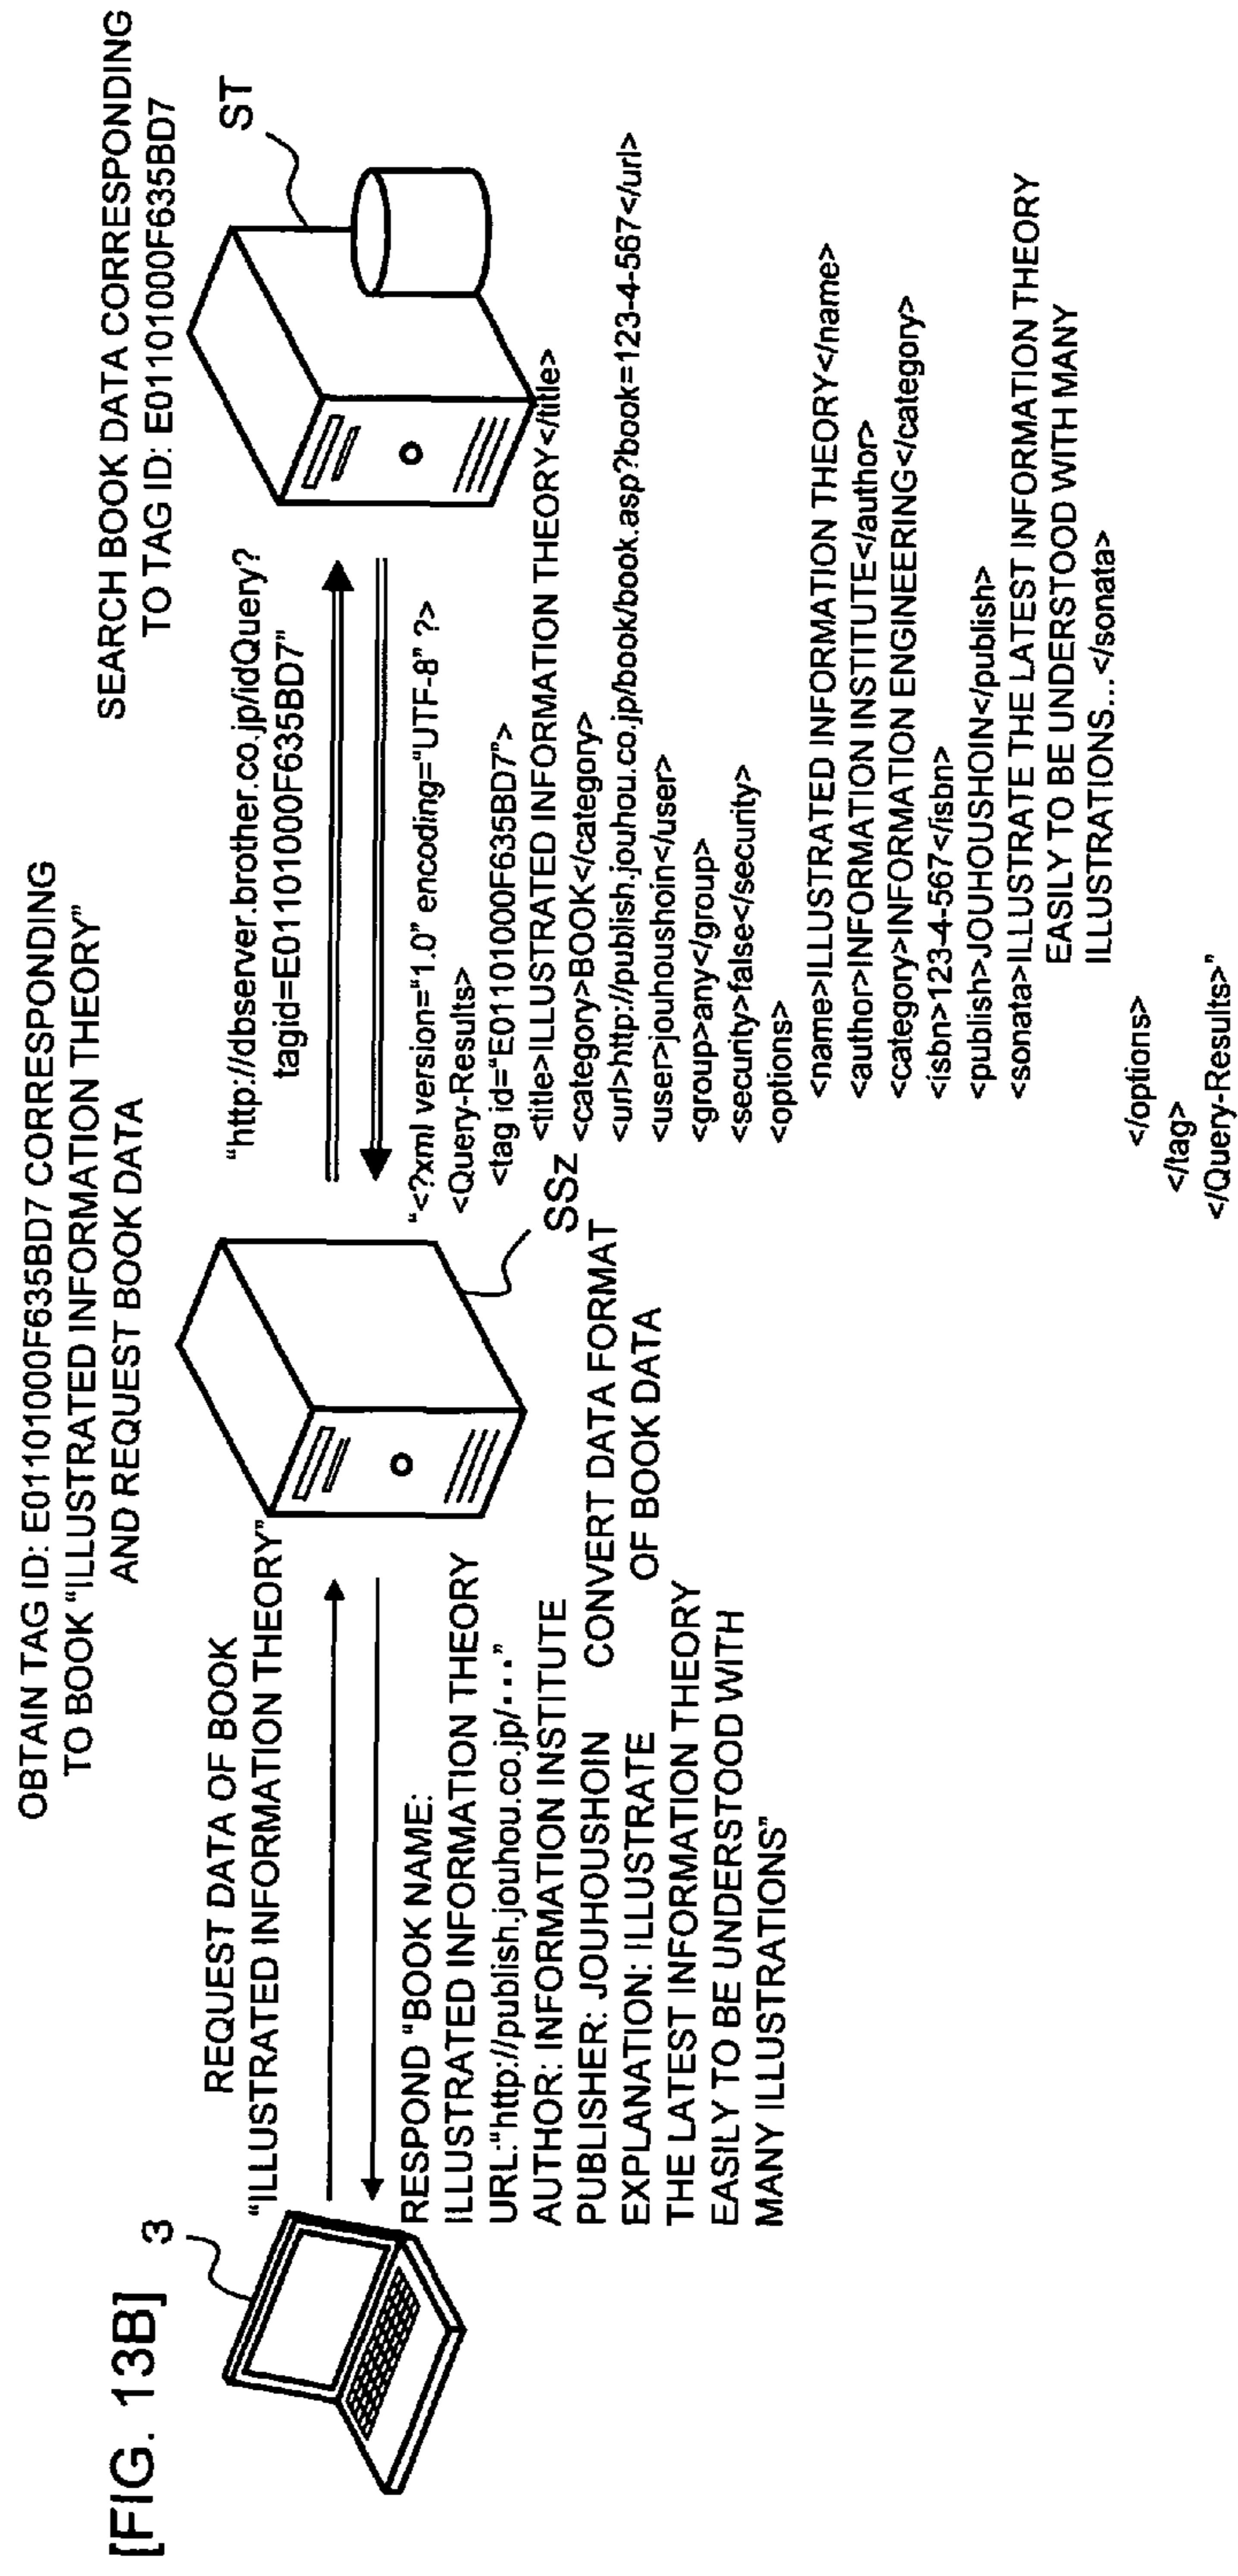 [FIG. 13B]
3
REQUEST DATA OF BOOK
“ILLUSTRATED INFORMATION THEORY”
RESPOND “BOOK NAME:
ILLUSTRATED INFORMATION THEORY
URL:“http://publish.jouhou.co.jp/...”
AUTHOR: INFORMATION INSTITUTE
PUBLISHER: JOUHOUSHOIN
EXPLANATION: ILLUSTRATE
THE LATEST INFORMATION THEORY
EASILY TO BE UNDERSTOOD WITH
MANY ILLUSTRATIONS”
OBTAIN TAG ID: E01101000F635BD7 CORRESPONDING
TO BOOK “ILLUSTRATED INFORMATION THEORY”
AND REQUEST BOOK DATA
SSz
CONVERT DATA FORMAT
OF BOOK DATA
“http://dbserver.brother.co.jp/idQuery?
tagid=E01101000F635BD7”
“<?xml version=“1.0” encoding=“UTF-8” ?>
<Query-Results>
<tag id=“E01101000F635BD7”>
<title>ILLUSTRATED INFORMATION THEORY</title>
<category>BOOK</category>
<url>http://publish.jouhou.co.jp/book/book.asp?book=123-4-567</url>
<user>jouhoushoin</user>
<group>any</group>
<security>false</security>
<options>
<name>ILLUSTRATED INFORMATION THEORY</name>
<author>INFORMATION INSTITUTE</author>
<category>INFORMATION ENGINEERING</category>
<isbn>123-4-567</isbn>
<publish>JOUHOUSHOIN</publish>
<sonata>ILLUSTRATE THE LATEST INFORMATION THEORY
EASILY TO BE UNDERSTOOD WITH MANY
ILLUSTRATIONS...</sonata>
</options>
</tag>
</Query-Results>”
SEARCH BOOK DATA CORRESPONDING
TO TAG ID: E01101000F635BD7
ST